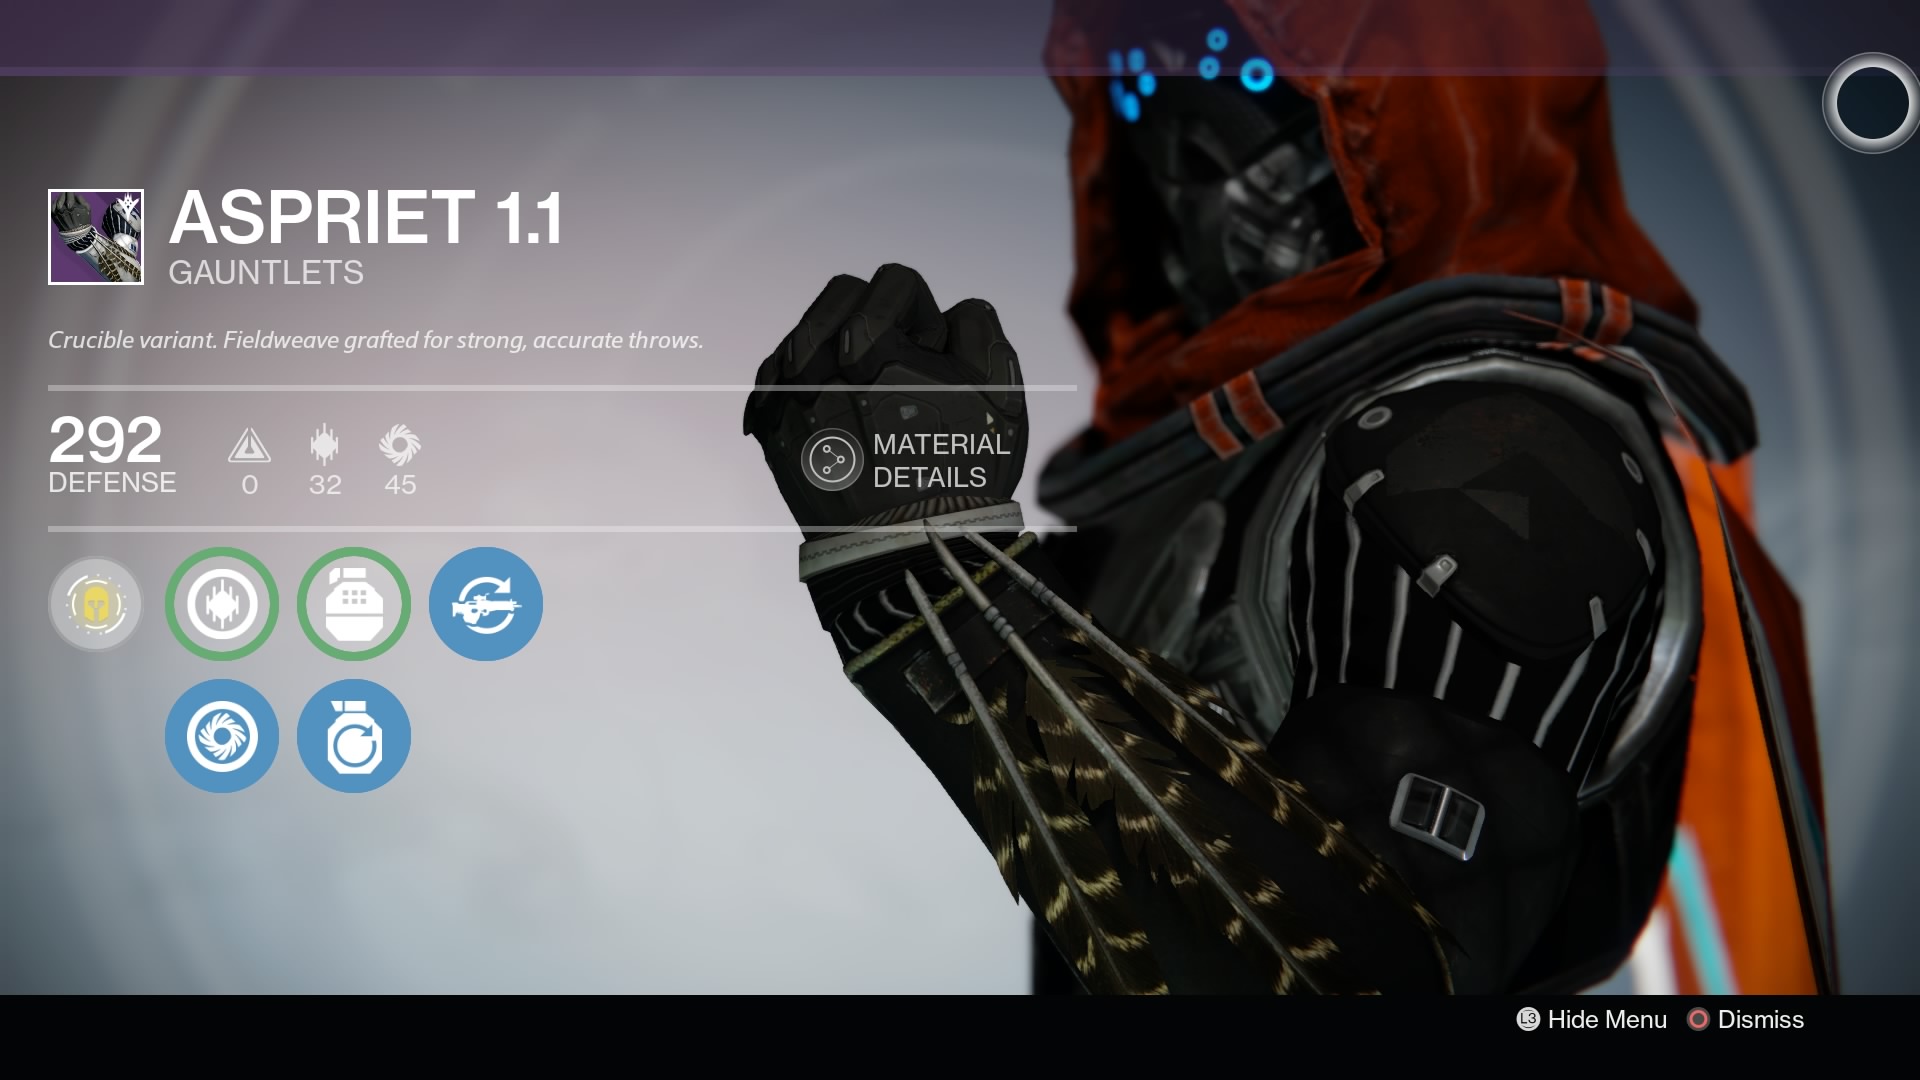 ASPRIET 1.1
GAUNTLETS
Crucible variant. Fieldweave grafted for strong, accurate throws.
292
DEFENSE
0 32 45
MATERIAL
DETAILS
L3 Hide Menu Dismiss